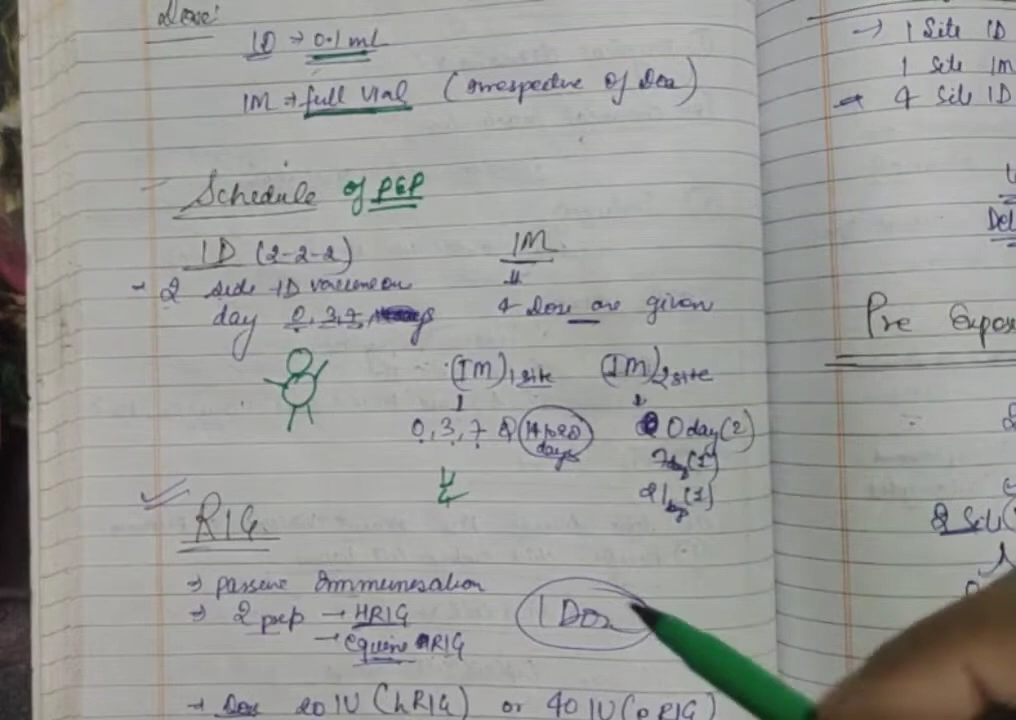 Dose:
ID → 0.1 ml
IM → full vial (irrespective of Dose)
Schedule of PEP
ID (2-2-2)
- 2 side ID vaccine on
day 0, 3, 7
IM
4 Dose are given
(IM) 1 site
0, 3, 7 & 14 to 28 days
(IM) 2 site
0 day (2)
7 day (1)
21 day (1)
RIG
→ passive Immunisation
→ 2 prep → HRIG
→ equine RIG
1 Dose
→ Dose 20 IU (hRIG) or 40 IU (eRIG)
→ 1 Site ID
1 Site IM
→ 4 Site ID
Del
Pre Expos
2 Site